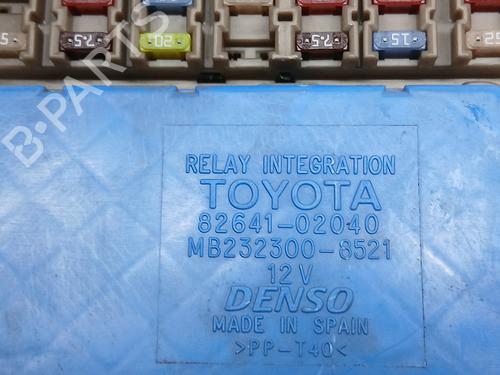 7.5 20 7.5 15 25
B-PARTS
RELAY INTEGRATION
TOYOTA
82641-02040
MB232300-8521
12V
DENSO
MADE IN SPAIN
>PP-T40<